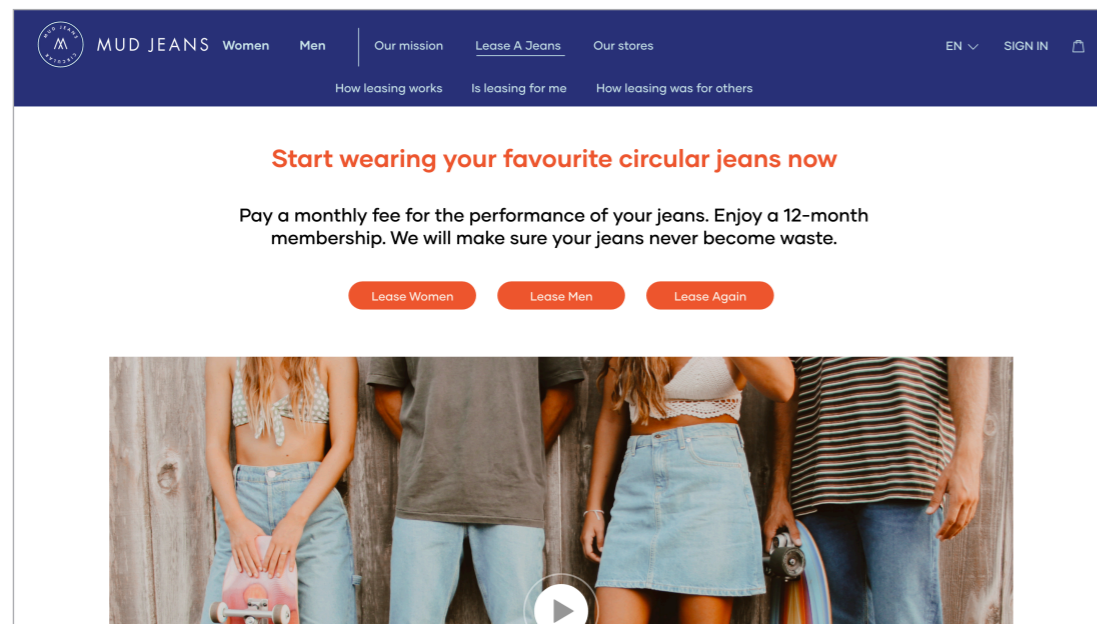 MUD JEANS
CIRCULAR
MUD JEANS Women Men Our mission Lease A Jeans Our stores EN SIGN IN
How leasing works Is leasing for me How leasing was for others
Start wearing your favourite circular jeans now
Pay a monthly fee for the performance of your jeans. Enjoy a 12-month
membership. We will make sure your jeans never become waste.
Lease Women Lease Men Lease Again